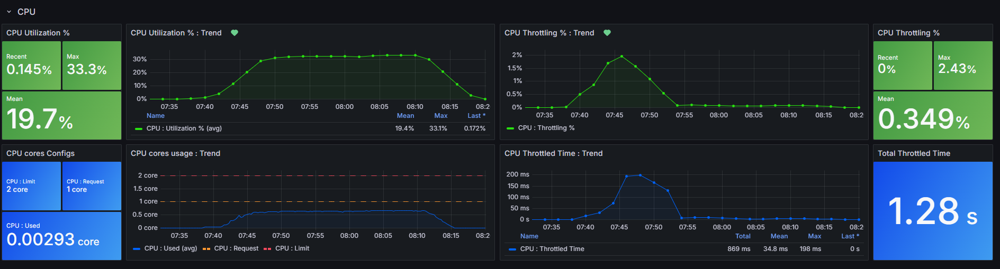 CPU
CPU Utilization %
Recent
0.145%
Max
33.3%
Mean
19.7%
CPU Utilization % : Trend
30%
20%
10%
0%
07:35 07:40 07:45 07:50 07:55 08:00 08:05 08:10 08:15 08:2
Name Mean Max Last *
CPU : Utilization % (avg) 19.4% 33.1% 0.172%
CPU Throttling % : Trend
2%
1.5%
1%
0.5%
0%
07:35 07:40 07:45 07:50 07:55 08:00 08:05 08:10 08:15 08:2
CPU : Throttling %
CPU Throttling %
Recent
0%
Max
2.43%
Mean
0.349%
CPU cores Configs
CPU : Limit
2 core
CPU : Request
1 core
CPU : Used
0.00293 core
CPU cores usage : Trend
2 core
1.5 core
1 core
0.5 core
0 core
07:35 07:40 07:45 07:50 07:55 08:00 08:05 08:10 08:15 08:2
CPU : Used (avg) CPU : Request CPU : Limit
CPU Throttled Time : Trend
200 ms
150 ms
100 ms
50 ms
0 s
07:35 07:40 07:45 07:50 07:55 08:00 08:05 08:10 08:15 08:2
Name Total Mean Max Last *
CPU : Throttled Time 869 ms 34.8 ms 198 ms 0 s
Total Throttled Time
1.28 s